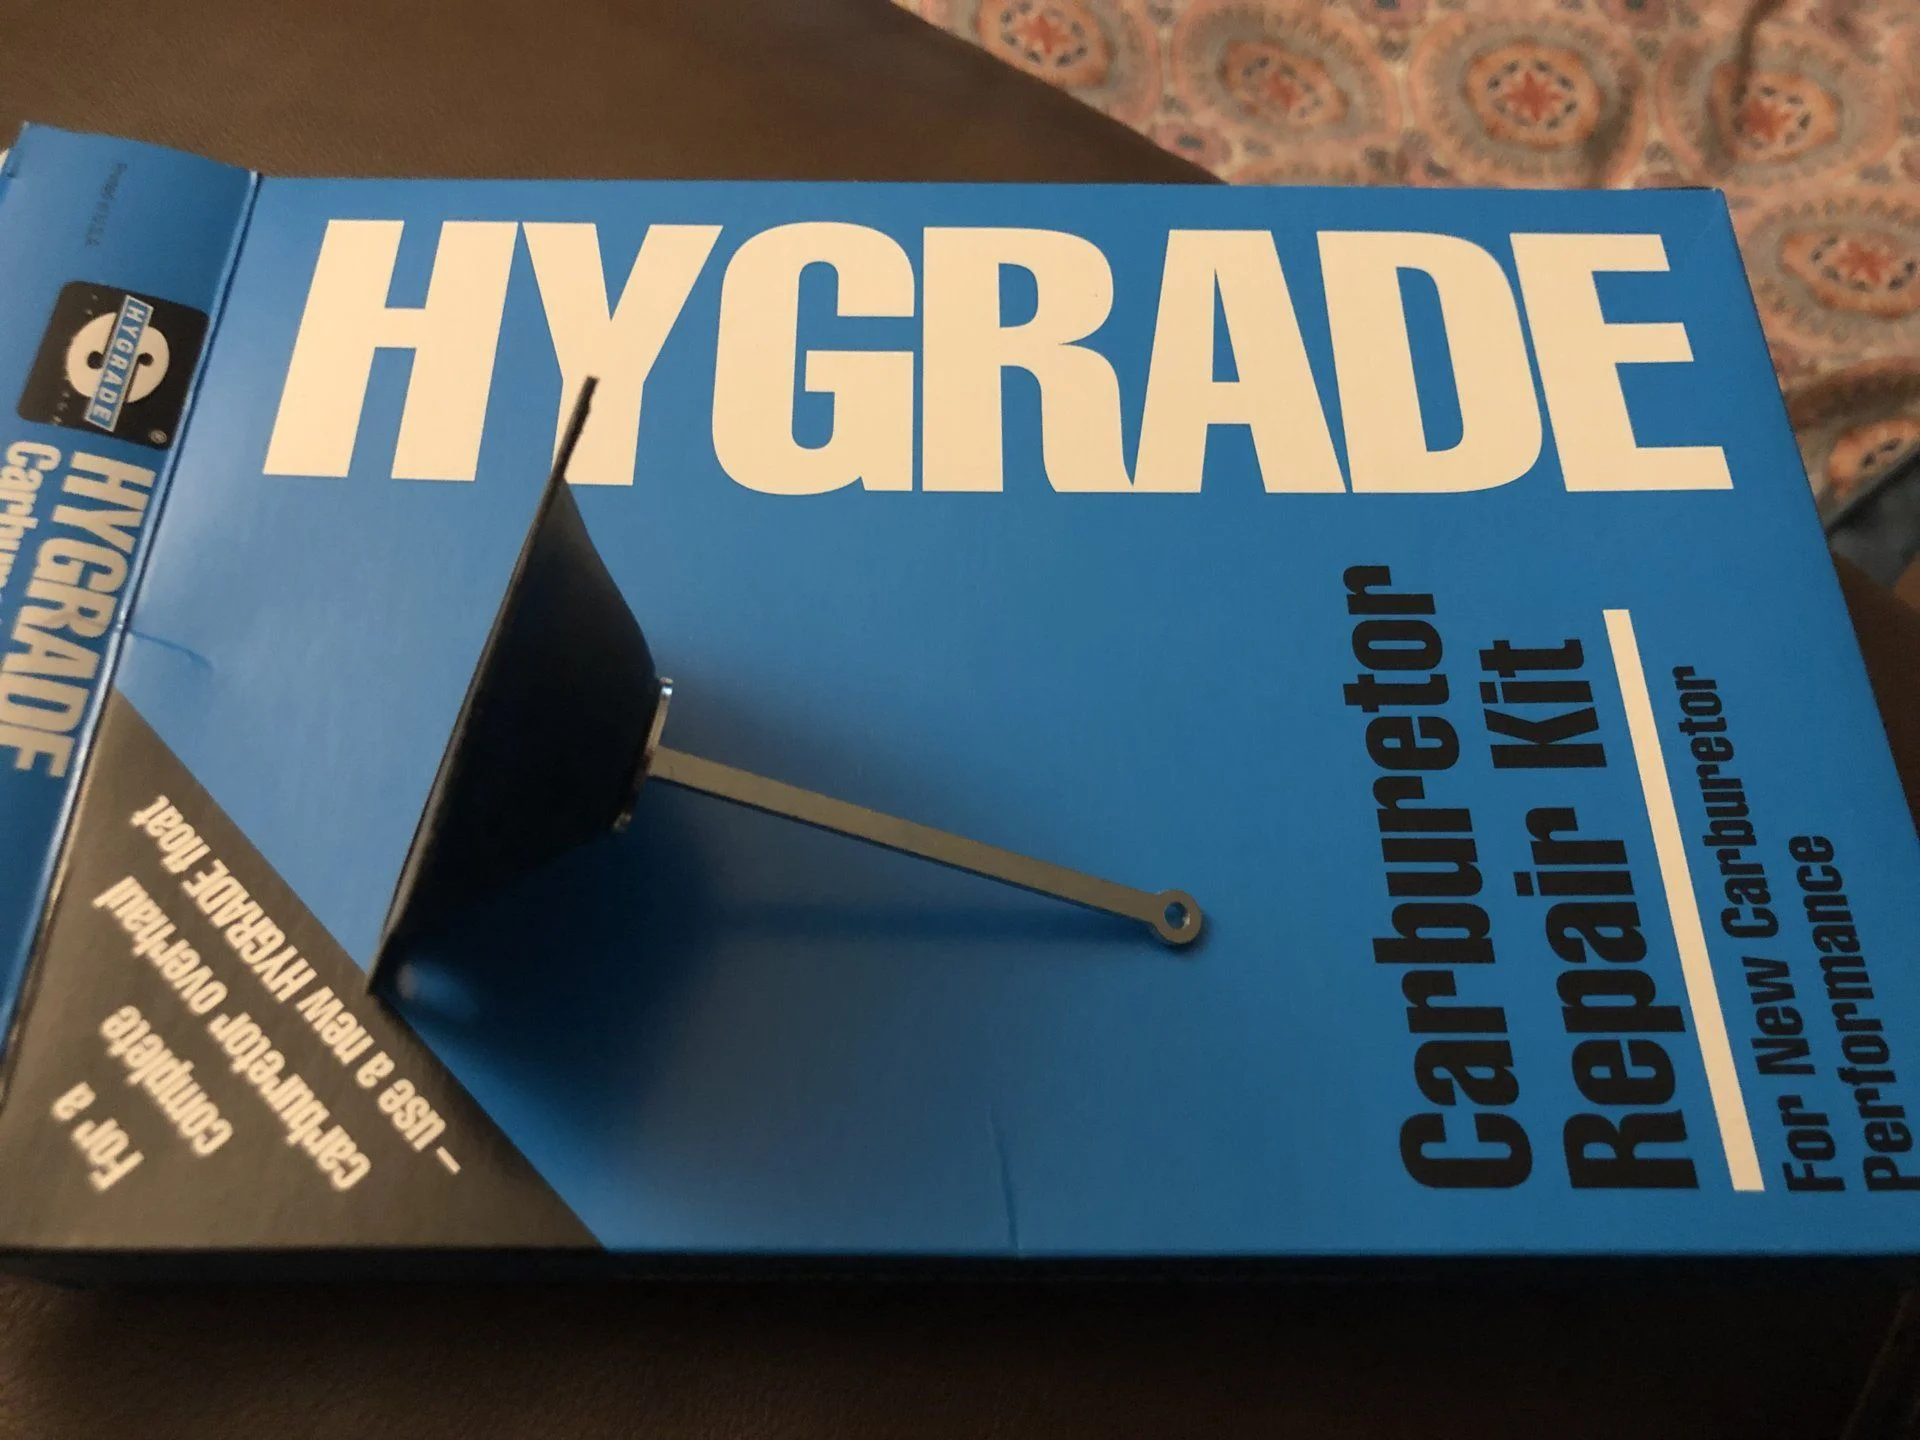 HYGRADE
Carburetor
Repair Kit
For New Carburetor
Performance
For a
complete
carburetor overhaul
– use a new HYGRADE float
HYGRADE
®
HYGRADE